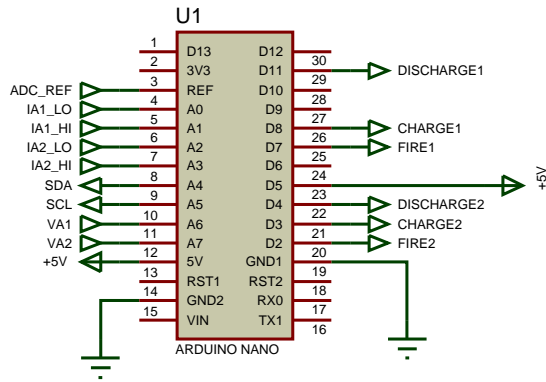 U1
1 D13 D12 30
2 3V3 D11 29 DISCHARGE1
ADC_REF 3 REF D10 28
IA1_LO 4 A0 D9 27
IA1_HI 5 A1 D8 26 CHARGE1
IA2_LO 6 A2 D7 25 FIRE1
IA2_HI 7 A3 D6 24
SDA 8 A4 D5 23 +5V
SCL 9 A5 D4 22 DISCHARGE2
VA1 10 A6 D3 21 CHARGE2
VA2 11 A7 D2 20 FIRE2
+5V 12 5V GND1 19
13 RST1 RST2 18
14 GND2 RX0 17
15 VIN TX1 16
ARDUINO NANO